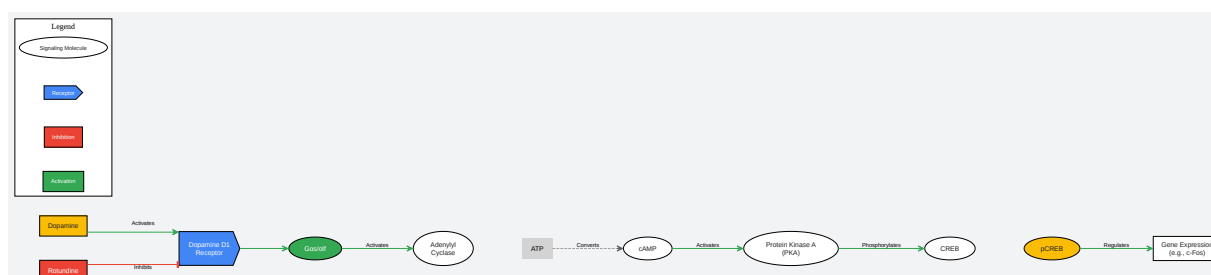 Legend
Signaling Molecule
Receptor
Inhibition
Activation
Dopamine
Activates
Rotundine
Inhibits
Dopamine D1
Receptor
Gαs/olf
Activates
Adenylyl
Cyclase
ATP
Converts
cAMP
Activates
Protein Kinase A
(PKA)
Phosphorylates
CREB
pCREB
Regulates
Gene Expression
(e.g., c-Fos)